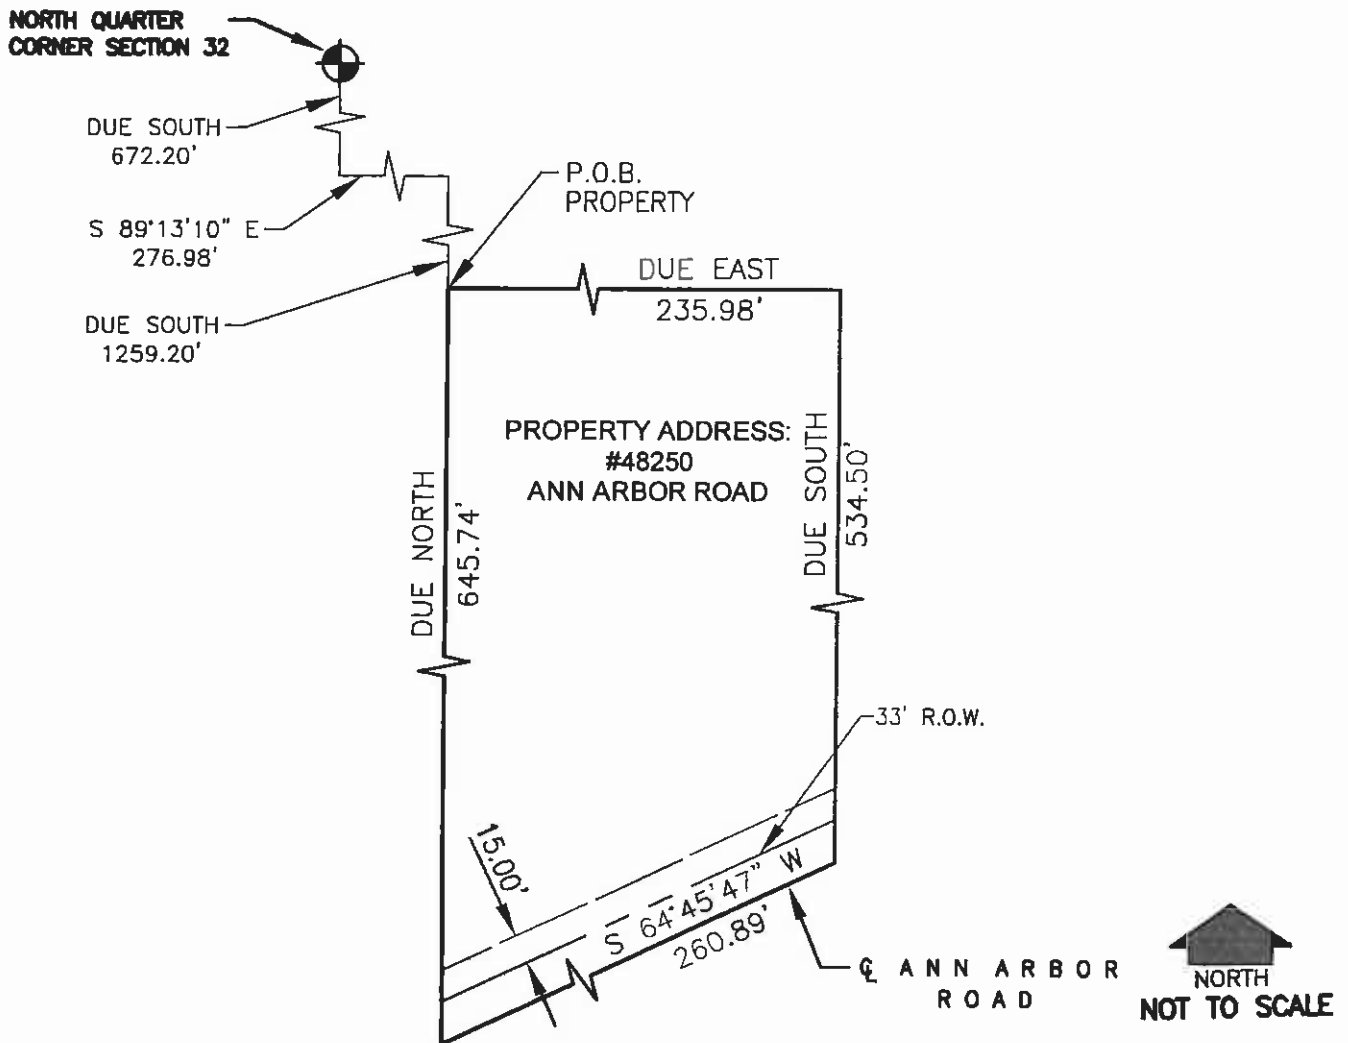 NORTH QUARTER
CORNER SECTION 32
DUE SOUTH
672.20'
S 89°13'10" E
276.98'
DUE SOUTH
1259.20'
P.O.B.
PROPERTY
DUE EAST
235.98'
PROPERTY ADDRESS:
#48250
ANN ARBOR ROAD
DUE NORTH
645.74'
DUE SOUTH
534.50'
33' R.O.W.
15.00'
S 64°45'47" W
260.89'
℄ ANN ARBOR
ROAD
NORTH
NOT TO SCALE